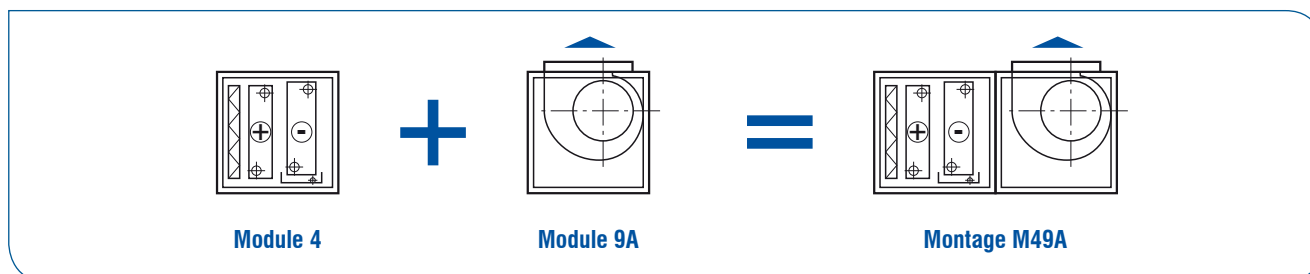 + - + = + -
Module 4 Module 9A Montage M49A